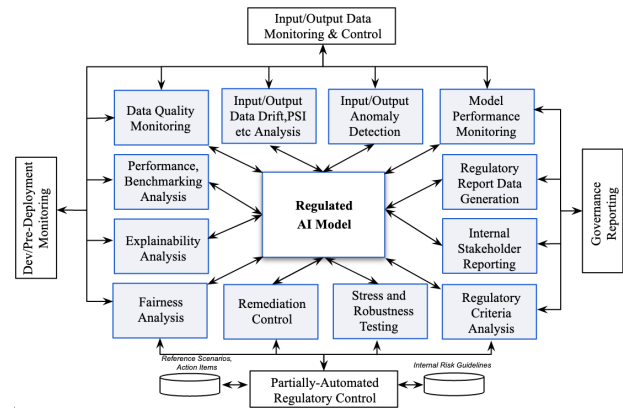 Input/Output Data
Monitoring & Control
Data Quality
Monitoring
Input/Output
Data Drift,PSI
etc Analysis
Input/Output
Anomaly
Detection
Model
Performance
Monitoring
Dev/Pre-Deployment
Monitoring
Performance,
Benchmarking
Analysis
Regulated
AI Model
Regulatory
Report Data
Generation
Governance
Reporting
Explainability
Analysis
Internal
Stakeholder
Reporting
Fairness
Analysis
Remediation
Control
Stress and
Robustness
Testing
Regulatory
Criteria
Analysis
Reference Scenarios,
Action Items
Internal Risk Guidelines
Partially-Automated
Regulatory Control